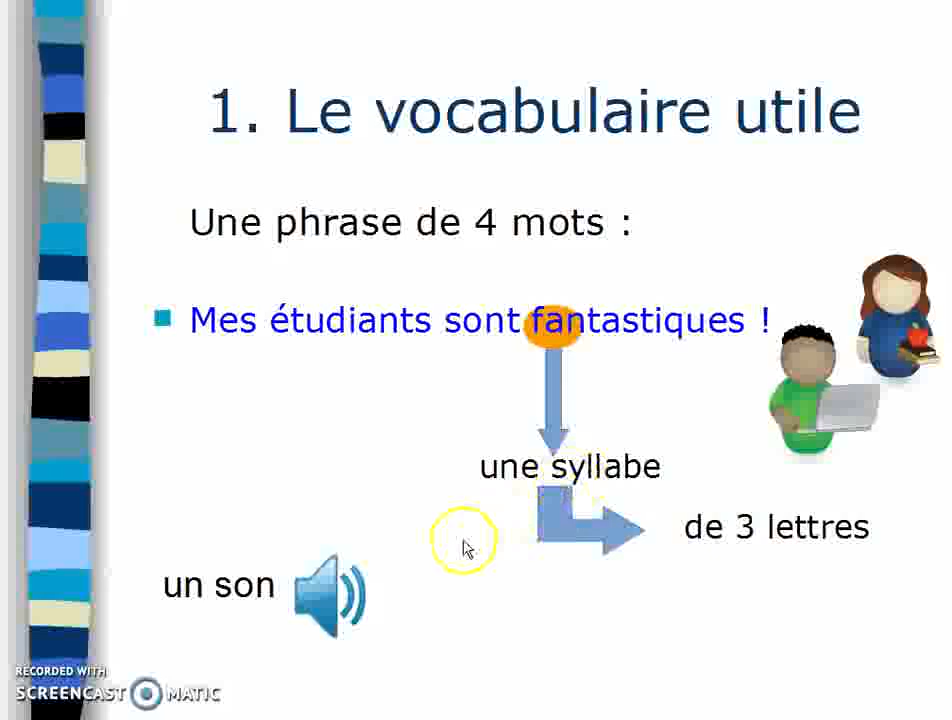 1. Le vocabulaire utile
Une phrase de 4 mots :
Mes étudiants sont fantastiques !
une syllabe
de 3 lettres
un son
RECORDED WITH
SCREENCAST MATIC